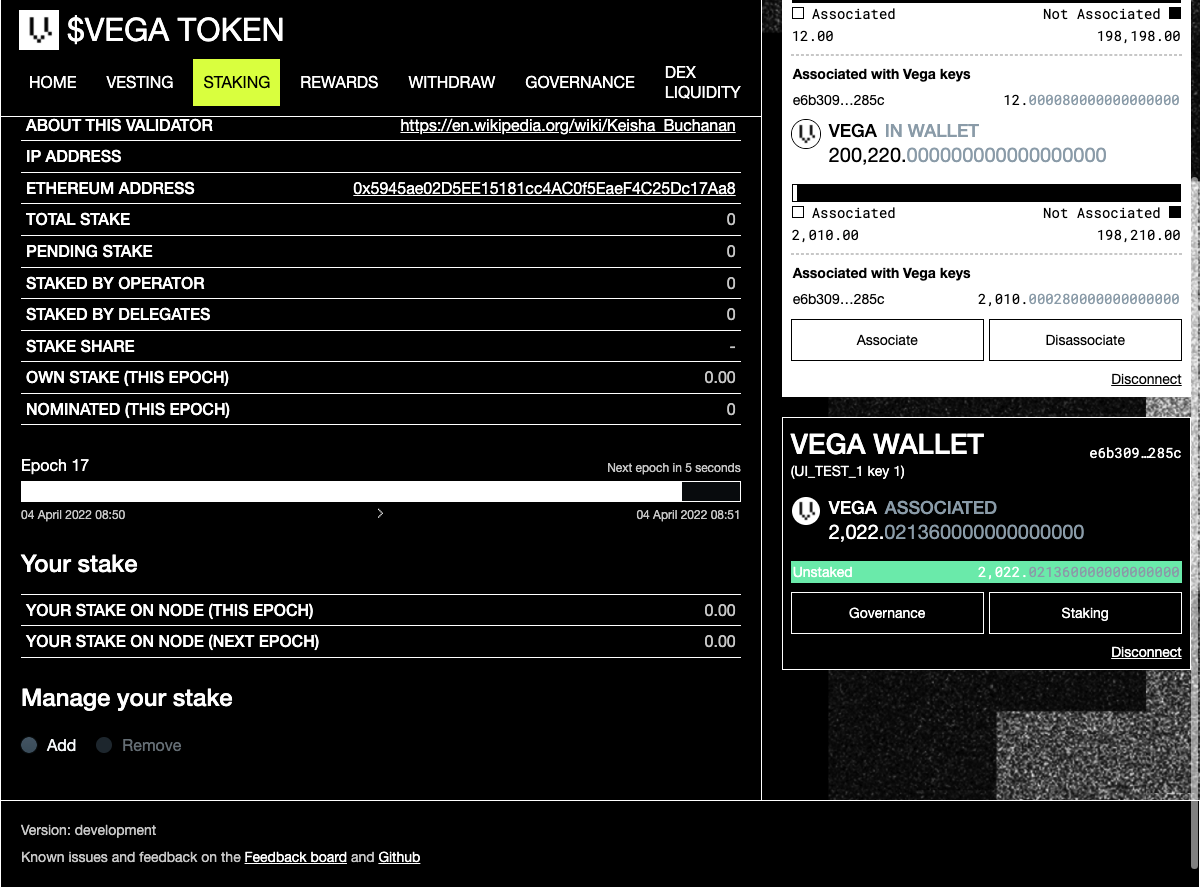 $VEGA TOKEN
HOME VESTING STAKING REWARDS WITHDRAW GOVERNANCE DEX LIQUIDITY
ABOUT THIS VALIDATOR https://en.wikipedia.org/wiki/Keisha_Buchanan
IP ADDRESS
ETHEREUM ADDRESS 0x5945ae02D5EE15181cc4AC0f5EaeF4C25Dc17Aa8
TOTAL STAKE 0
PENDING STAKE 0
STAKED BY OPERATOR 0
STAKED BY DELEGATES 0
STAKE SHARE -
OWN STAKE (THIS EPOCH) 0.00
NOMINATED (THIS EPOCH) 0
Epoch 17 Next epoch in 5 seconds
04 April 2022 08:50 04 April 2022 08:51
Your stake
YOUR STAKE ON NODE (THIS EPOCH) 0.00
YOUR STAKE ON NODE (NEXT EPOCH) 0.00
Manage your stake
Add Remove
Associated Not Associated
12.00 198,198.00
Associated with Vega keys
e6b309…285c 12.000080000000000000
VEGA IN WALLET
200,220.000000000000000000
Associated Not Associated
2,010.00 198,210.00
Associated with Vega keys
e6b309…285c 2,010.000280000000000000
Associate Disassociate
Disconnect
VEGA WALLET e6b309…285c
(UI_TEST_1 key 1)
VEGA ASSOCIATED
2,022.021360000000000000
Unstaked 2,022.021360000000000000
Governance Staking
Disconnect
Version: development
Known issues and feedback on the Feedback board and Github